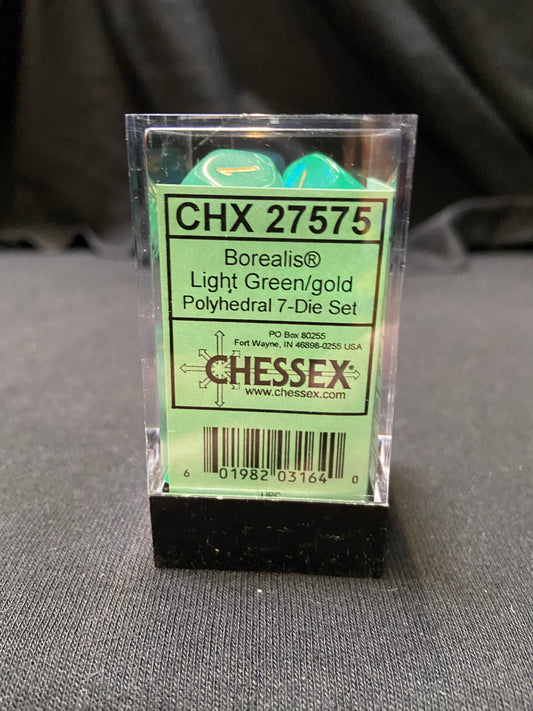 CHX 27575
Borealis®
Light Green/gold
Polyhedral 7-Die Set
PO Box 80255
Fort Wayne, IN 46898-0255 USA
CHESSEX®
www.chessex.com
6 01982 03164 0
UPC